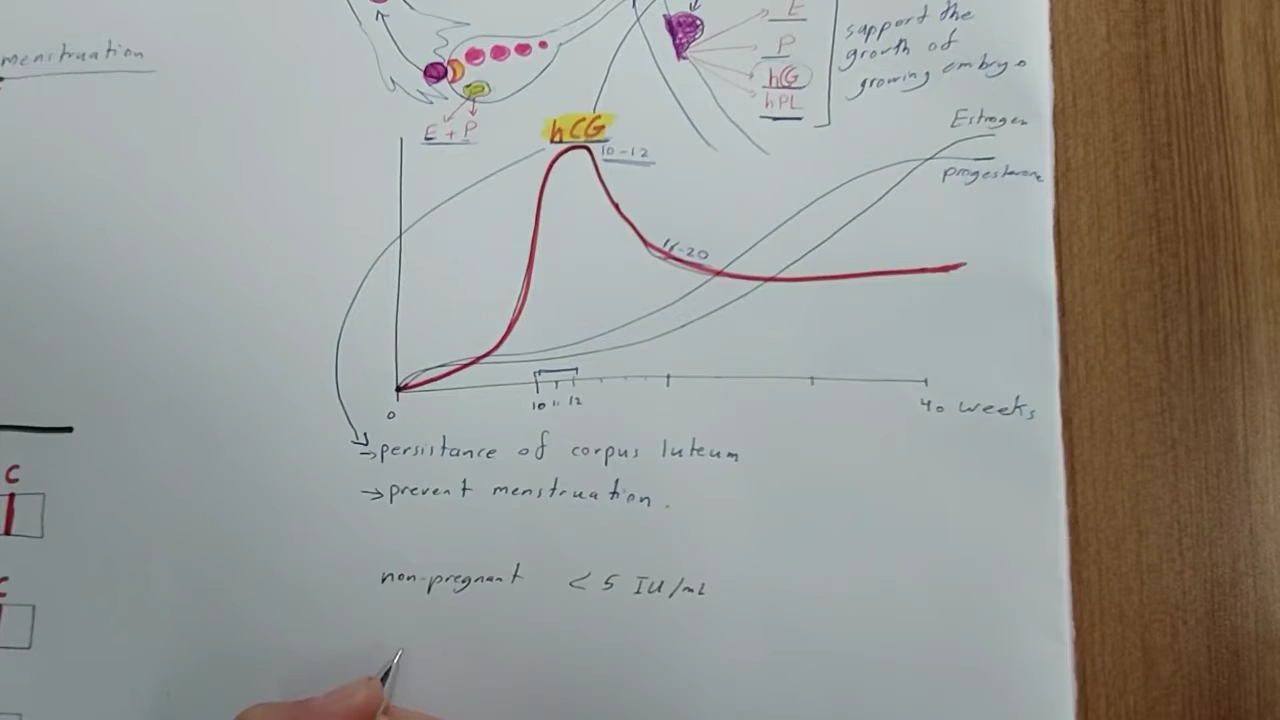 menstruation
E
P
hCG
hPL
support the
growth of
growing embryo
E + P
hCG
10-12
Estrogen
progesterone
16-20
0
10 11 12
40 weeks
→persistance of corpus luteum
→prevent menstruation.
non-pregnant < 5 IU/mL
C
C